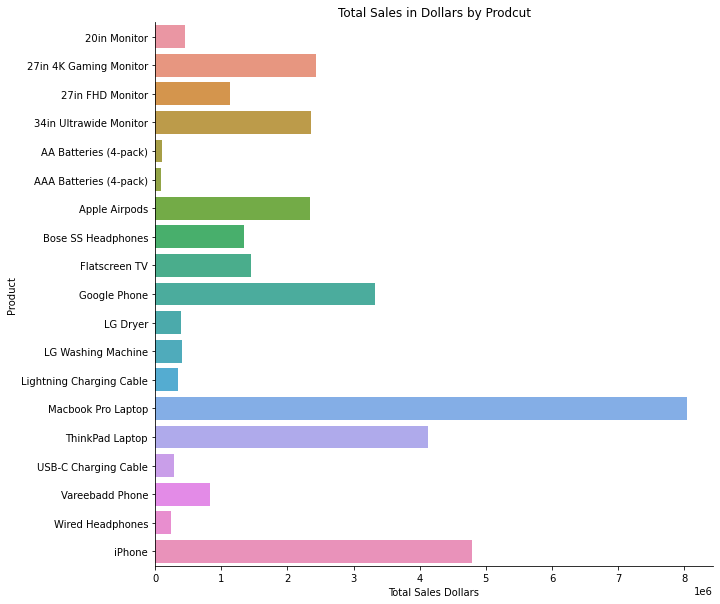 Total Sales in Dollars by Prodcut
Product
20in Monitor
27in 4K Gaming Monitor
27in FHD Monitor
34in Ultrawide Monitor
AA Batteries (4-pack)
AAA Batteries (4-pack)
Apple Airpods
Bose SS Headphones
Flatscreen TV
Google Phone
LG Dryer
LG Washing Machine
Lightning Charging Cable
Macbook Pro Laptop
ThinkPad Laptop
USB-C Charging Cable
Vareebadd Phone
Wired Headphones
iPhone
0 1 2 3 4 5 6 7 8
1e6
Total Sales Dollars